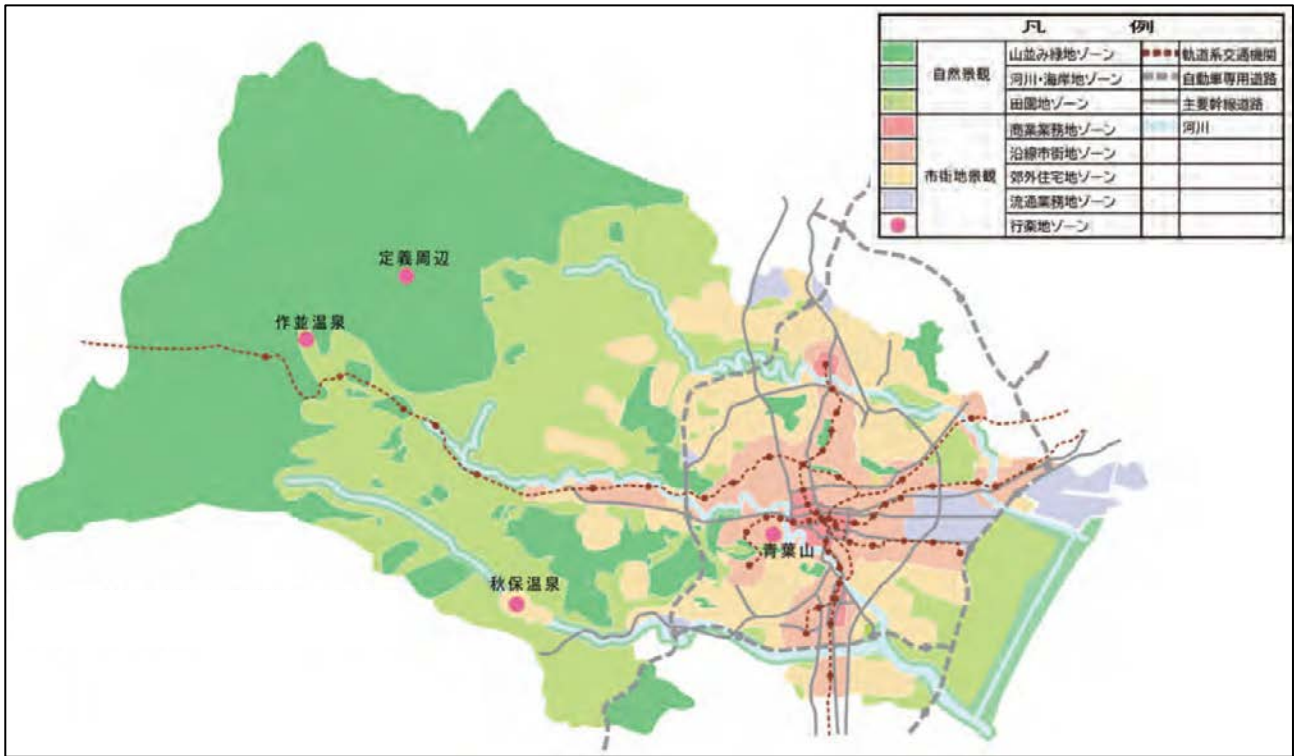 凡 例
自然景観
山並み緑地ゾーン 軌道系交通機関
河川・海岸地ゾーン 自動車専用道路
田園地ゾーン 主要幹線道路
市街地景観
商業業務地ゾーン 河川
沿線市街地ゾーン
郊外住宅地ゾーン
流通業務地ゾーン
行楽地ゾーン
定義周辺
作並温泉
青葉山
秋保温泉